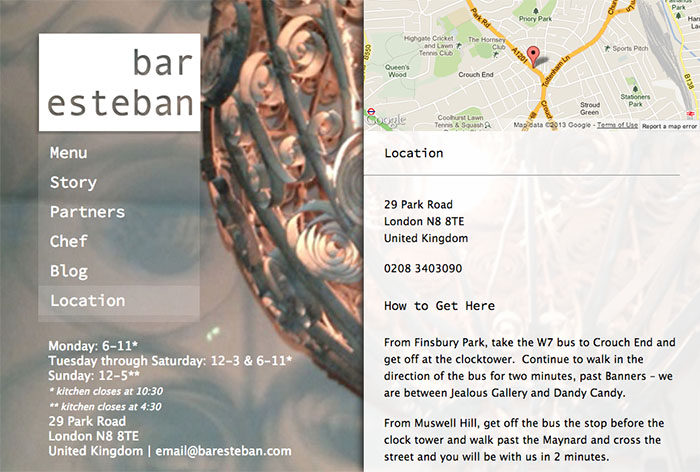 bar
esteban
Menu
Story
Partners
Chef
Blog
Location
Monday: 6-11*
Tuesday through Saturday: 12-3 & 6-11*
Sunday: 12-5**
* kitchen closes at 10:30
** kitchen closes at 4:30
29 Park Road
London N8 8TE
United Kingdom | email@baresteban.com
Park Rd
Priory Park
The Hornsey
Club
Highgate Cricket
and Lawn
Tennis Club
A1201
Sports Pitch
B550
Queen's
Wood
Crouch End
Tottenham Ln
Harringay
B138
Stationers
Park
Stroud
Green
Coolhurst Lawn
Tennis & Squash
Crouch
Google
Map data ©2013 Google - Terms of Use
Report a map error
Location
29 Park Road
London N8 8TE
United Kingdom
0208 3403090
How to Get Here
From Finsbury Park, take the W7 bus to Crouch End and
get off at the clocktower.  Continue to walk in the
direction of the bus for two minutes, past Banners – we
are between Jealous Gallery and Dandy Candy.
From Muswell Hill, get off the bus the stop before the
clock tower and walk past the Maynard and cross the
street and you will be with us in 2 minutes.